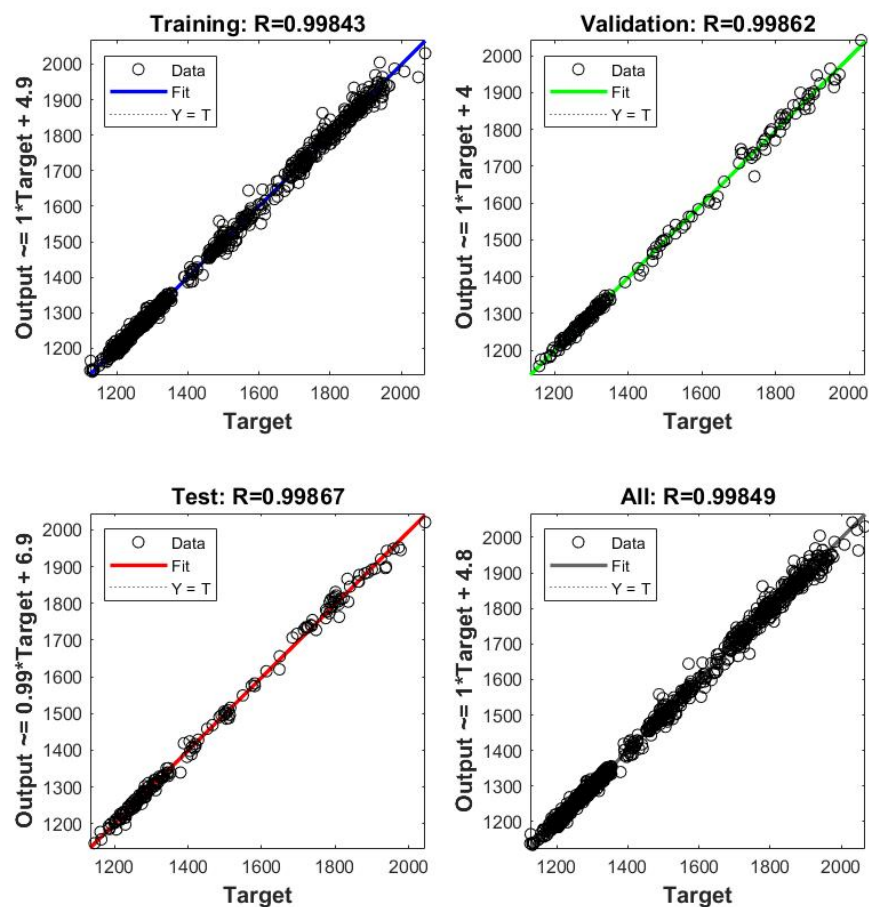 Training: R=0.99843
Output ~= 1*Target + 4.9
2000
1900
1800
1700
1600
1500
1400
1300
1200
Data
Fit
Y = T
1200 1400 1600 1800 2000
Target
Validation: R=0.99862
Output ~= 1*Target + 4
2000
1900
1800
1700
1600
1500
1400
1300
1200
Data
Fit
Y = T
1200 1400 1600 1800 2000
Target
Test: R=0.99867
Output ~= 0.99*Target + 6.9
2000
1900
1800
1700
1600
1500
1400
1300
1200
Data
Fit
Y = T
1200 1400 1600 1800 2000
Target
All: R=0.99849
Output ~= 1*Target + 4.8
2000
1900
1800
1700
1600
1500
1400
1300
1200
Data
Fit
Y = T
1200 1400 1600 1800 2000
Target